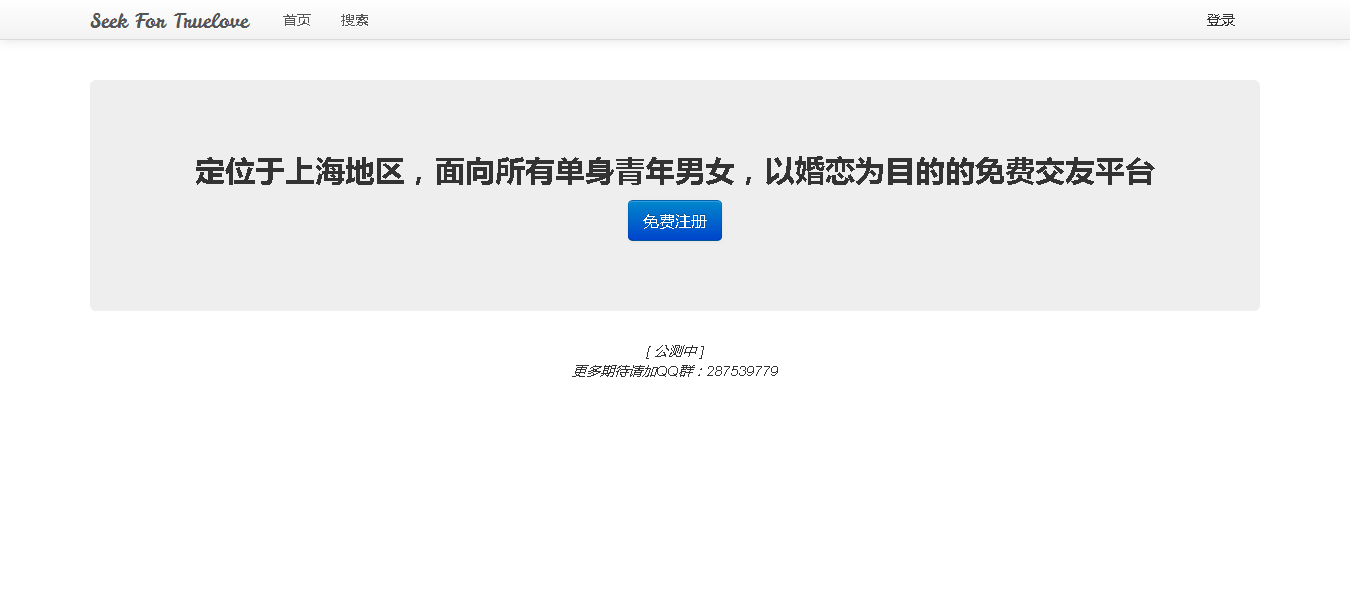 Seek For Truelove 首页 搜索 登录
定位于上海地区，面向所有单身青年男女，以婚恋为目的的免费交友平台
免费注册
[ 公测中 ]
更多期待请加QQ群：287539779